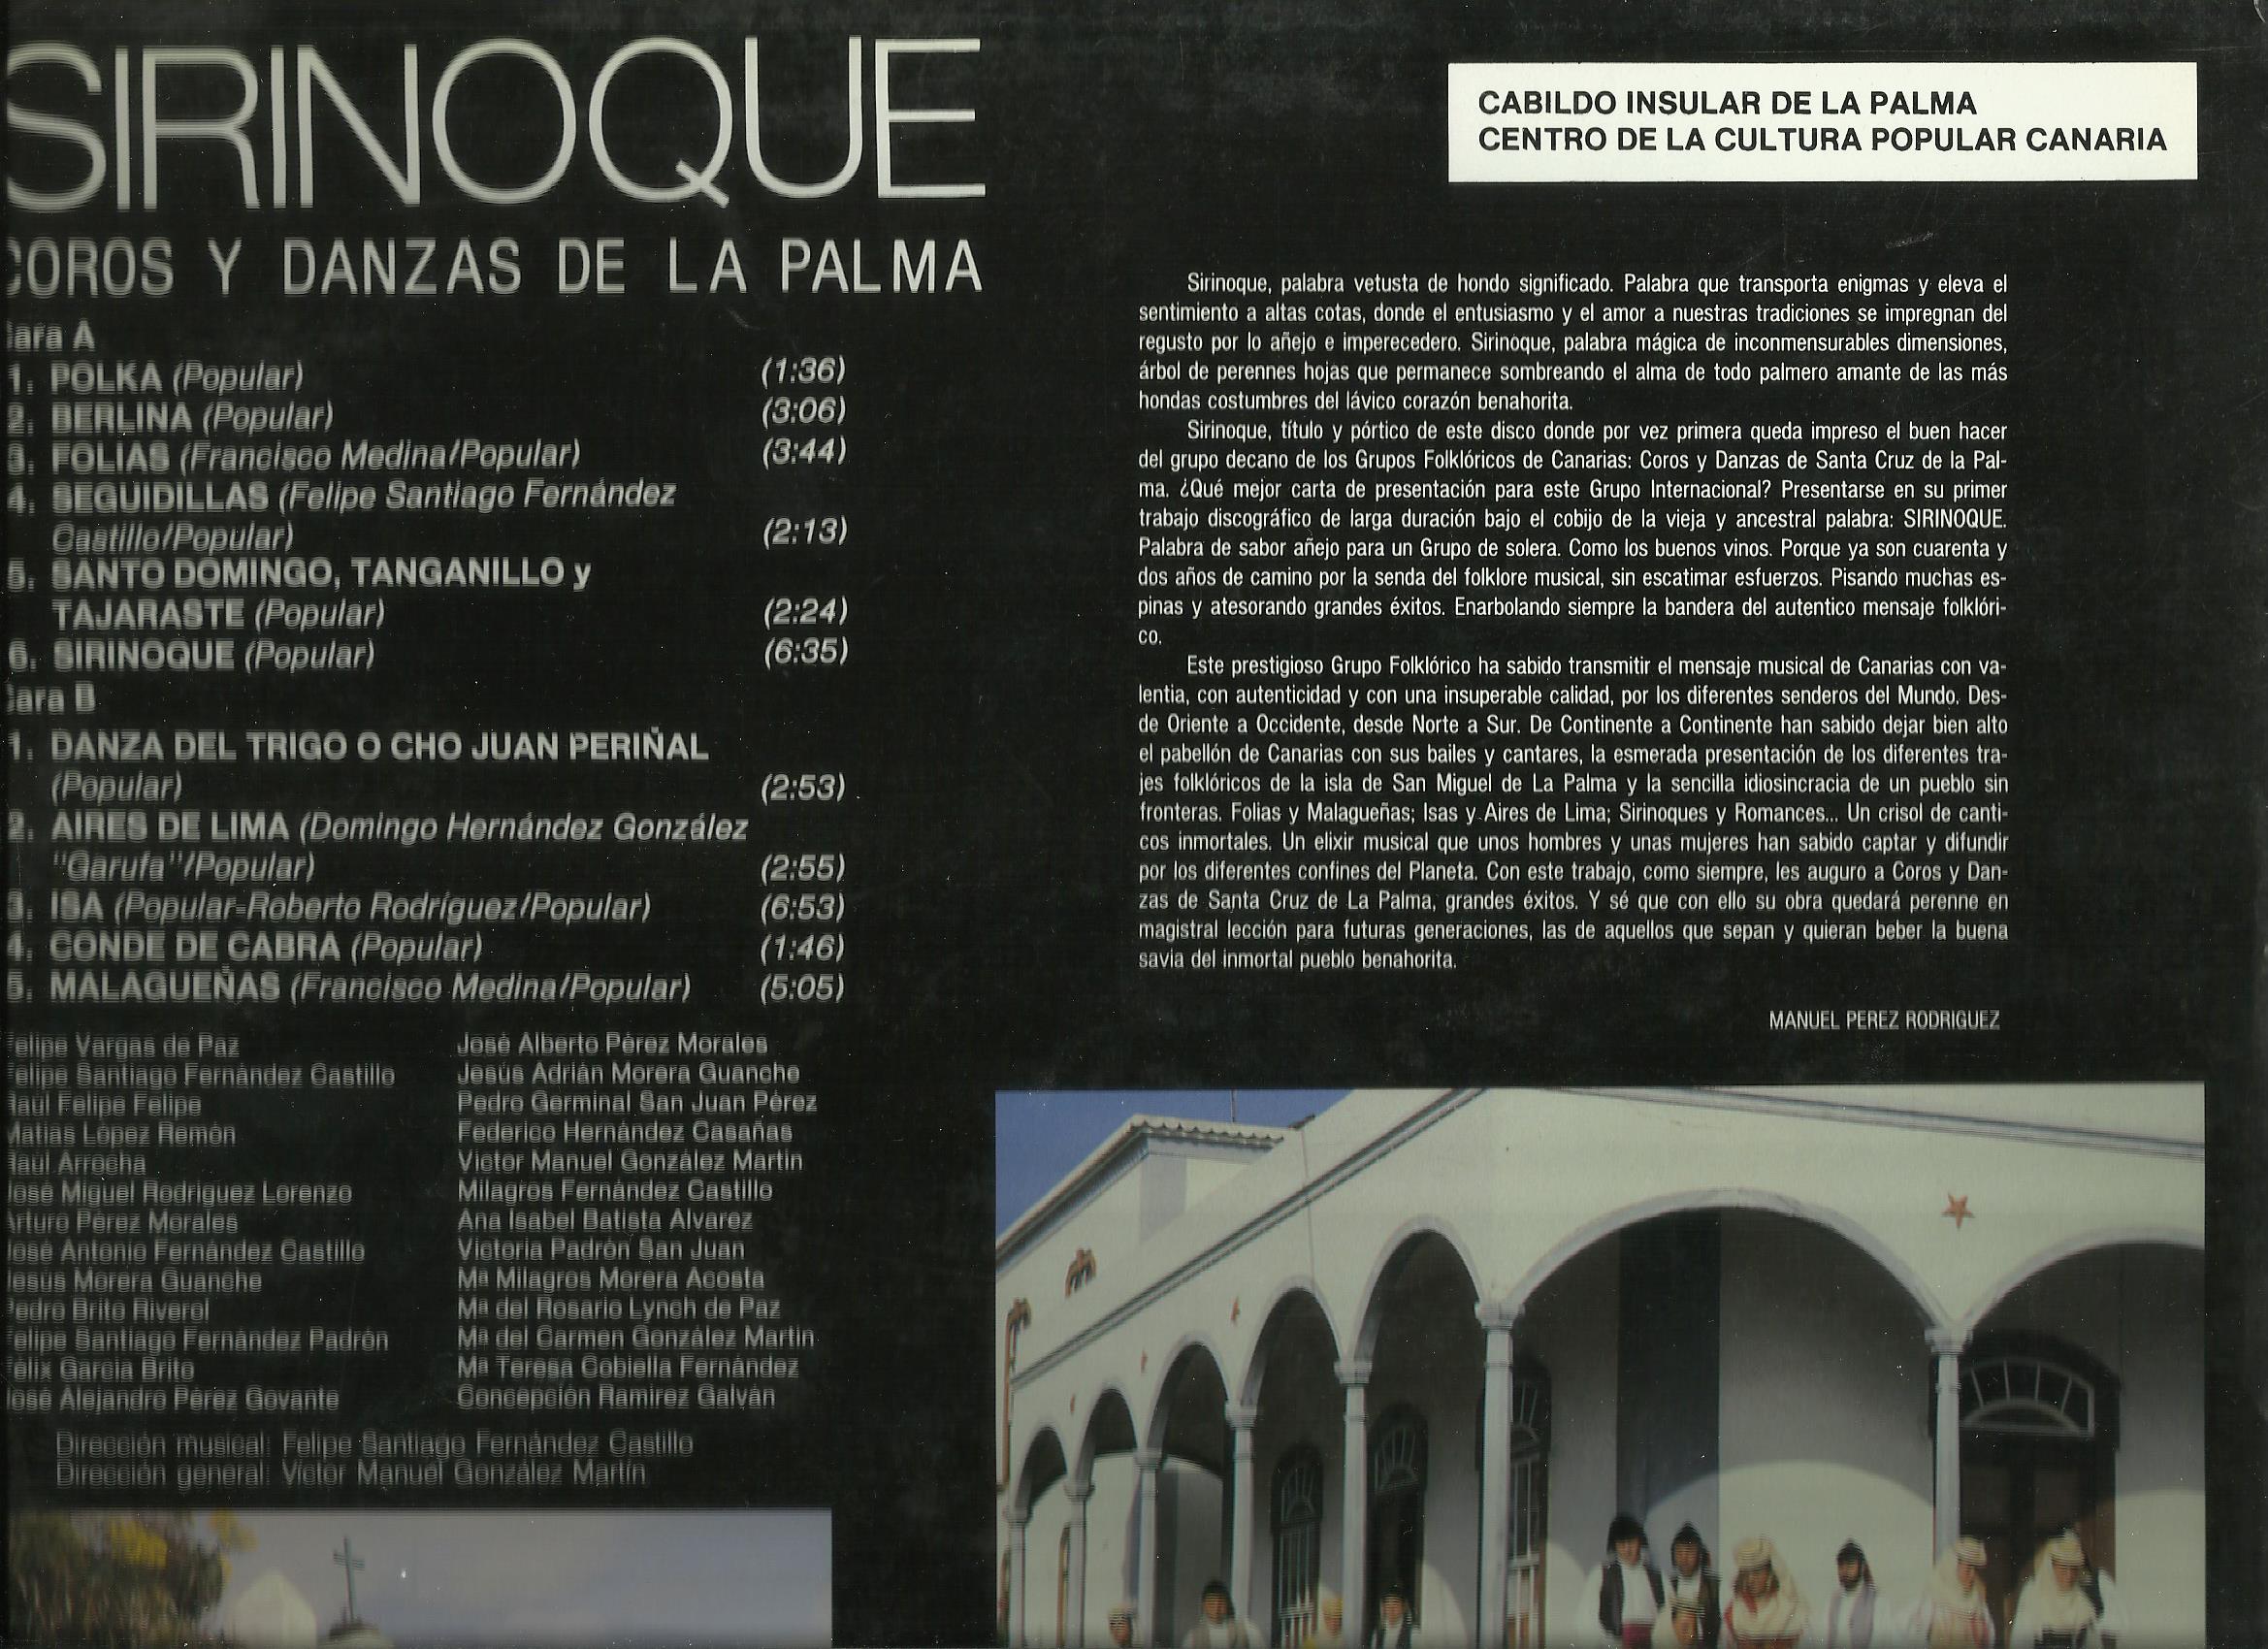 SIRINOQUE
COROS Y DANZAS DE LA PALMA
Cara A
1. POLKA (Popular) (1:36)
2. BERLINA (Popular) (3:06)
3. FOLIAS (Francisco Medina/Popular) (3:44)
4. SEGUIDILLAS (Felipe Santiago Fernández
Castillo/Popular) (2:13)
5. SANTO DOMINGO, TANGANILLO y
TAJARASTE (Popular) (2:24)
6. SIRINOQUE (Popular) (6:35)
Cara B
1. DANZA DEL TRIGO O CHO JUAN PERIÑAL
(Popular) (2:53)
2. AIRES DE LIMA (Domingo Hernández González
"Garufa"/Popular) (2:55)
3. ISA (Popular-Roberto Rodríguez/Popular) (6:53)
4. CONDE DE CABRA (Popular) (1:46)
5. MALAGUEÑAS (Francisco Medina/Popular) (5:05)
Felipe Vargas de Paz
Felipe Santiago Fernández Castillo
Raúl Felipe Felipe
Matias López Remón
Raúl Arrocha
José Miguel Rodriguez Lorenzo
Arturo Pérez Morales
José Antonio Fernández Castillo
Jesús Morera Guanche
Pedro Brito Riverol
Felipe Santiago Fernández Padrón
Félix Garcia Brito
José Alejandro Pérez Govante
José Alberto Pérez Morales
Jesús Adrián Morera Guanche
Pedro Germinal San Juan Pérez
Federico Hernández Casañas
Victor Manuel González Martin
Milagros Fernández Castillo
Ana Isabel Batista Alvarez
Victoria Padrón San Juan
Mª Milagros Morera Acosta
Mª del Rosario Lynch de Paz
Mª del Carmen González Martin
Mª Teresa Cobiella Fernández
Concepción Ramirez Galván
Dirección musical: Felipe Santiago Fernández Castillo
Dirección general: Víctor Manuel González Martín
CABILDO INSULAR DE LA PALMA
CENTRO DE LA CULTURA POPULAR CANARIA
Sirinoque, palabra vetusta de hondo significado. Palabra que transporta enigmas y eleva el
sentimiento a altas cotas, donde el entusiasmo y el amor a nuestras tradiciones se impregnan del
regusto por lo añejo e imperecedero. Sirinoque, palabra mágica de inconmensurables dimensiones,
árbol de perennes hojas que permanece sombreando el alma de todo palmero amante de las más
hondas costumbres del lávico corazón benahorita.
Sirinoque, título y pórtico de este disco donde por vez primera queda impreso el buen hacer
del grupo decano de los Grupos Folklóricos de Canarias: Coros y Danzas de Santa Cruz de la Pal-
ma. ¿Qué mejor carta de presentación para este Grupo Internacional? Presentarse en su primer
trabajo discográfico de larga duración bajo el cobijo de la vieja y ancestral palabra: SIRINOQUE.
Palabra de sabor añejo para un Grupo de solera. Como los buenos vinos. Porque ya son cuarenta y
dos años de camino por la senda del folklore musical, sin escatimar esfuerzos. Pisando muchas es-
pinas y atesorando grandes éxitos. Enarbolando siempre la bandera del autentico mensaje folklóri-
co.
Este prestigioso Grupo Folklórico ha sabido transmitir el mensaje musical de Canarias con va-
lentia, con autenticidad y con una insuperable calidad, por los diferentes senderos del Mundo. Des-
de Oriente a Occidente, desde Norte a Sur. De Continente a Continente han sabido dejar bien alto
el pabellón de Canarias con sus bailes y cantares, la esmerada presentación de los diferentes tra-
jes folklóricos de la isla de San Miguel de La Palma y la sencilla idiosincracia de un pueblo sin
fronteras. Folias y Malagueñas; Isas y Aires de Lima; Sirinoques y Romances... Un crisol de canti-
cos inmortales. Un elixir musical que unos hombres y unas mujeres han sabido captar y difundir
por los diferentes confines del Planeta. Con este trabajo, como siempre, les auguro a Coros y Dan-
zas de Santa Cruz de La Palma, grandes éxitos. Y sé que con ello su obra quedará perenne en
magistral lección para futuras generaciones, las de aquellos que sepan y quieran beber la buena
savia del inmortal pueblo benahorita.
MANUEL PEREZ RODRIGUEZ